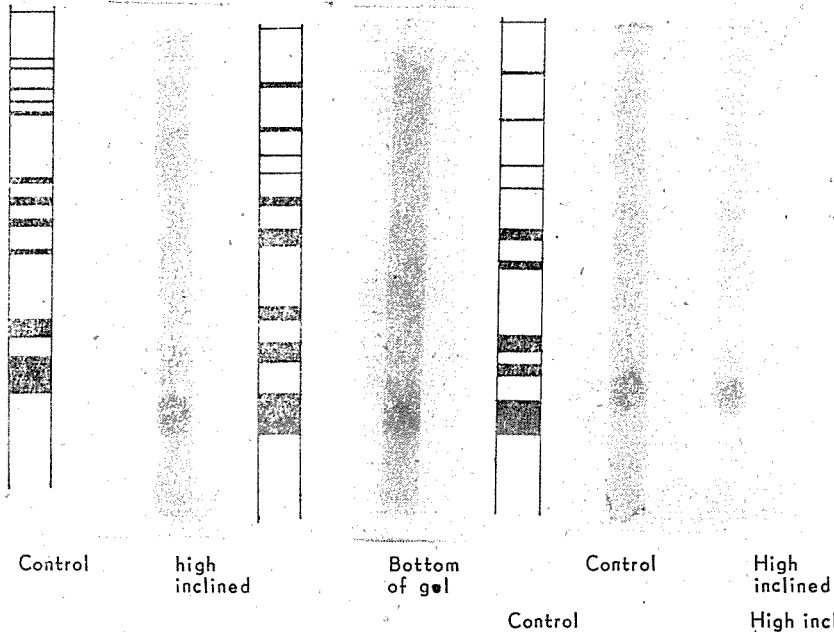 Control
high
inclined
Bottom
of gel
Control
High
inclined
Control
High incl